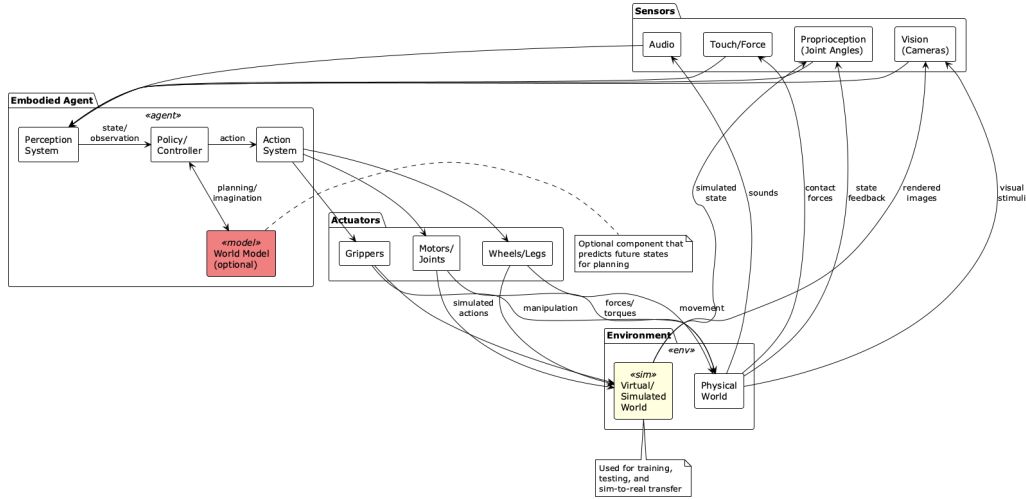 Sensors
Audio
Touch/Force
Proprioception
(Joint Angles)
Vision
(Cameras)
Embodied Agent
«agent»
Perception
System
state/
observation
Policy/
Controller
action
Action
System
planning/
imagination
«model»
World Model
(optional)
simulated
state
sounds
contact
forces
state
feedback
rendered
images
visual
stimuli
Actuators
Grippers
Motors/
Joints
Wheels/Legs
Optional component that
predicts future states
for planning
simulated
actions
manipulation
forces/
torques
movement
Environment
«env»
«sim»
Virtual/
Simulated
World
Physical
World
Used for training,
testing, and
sim-to-real transfer